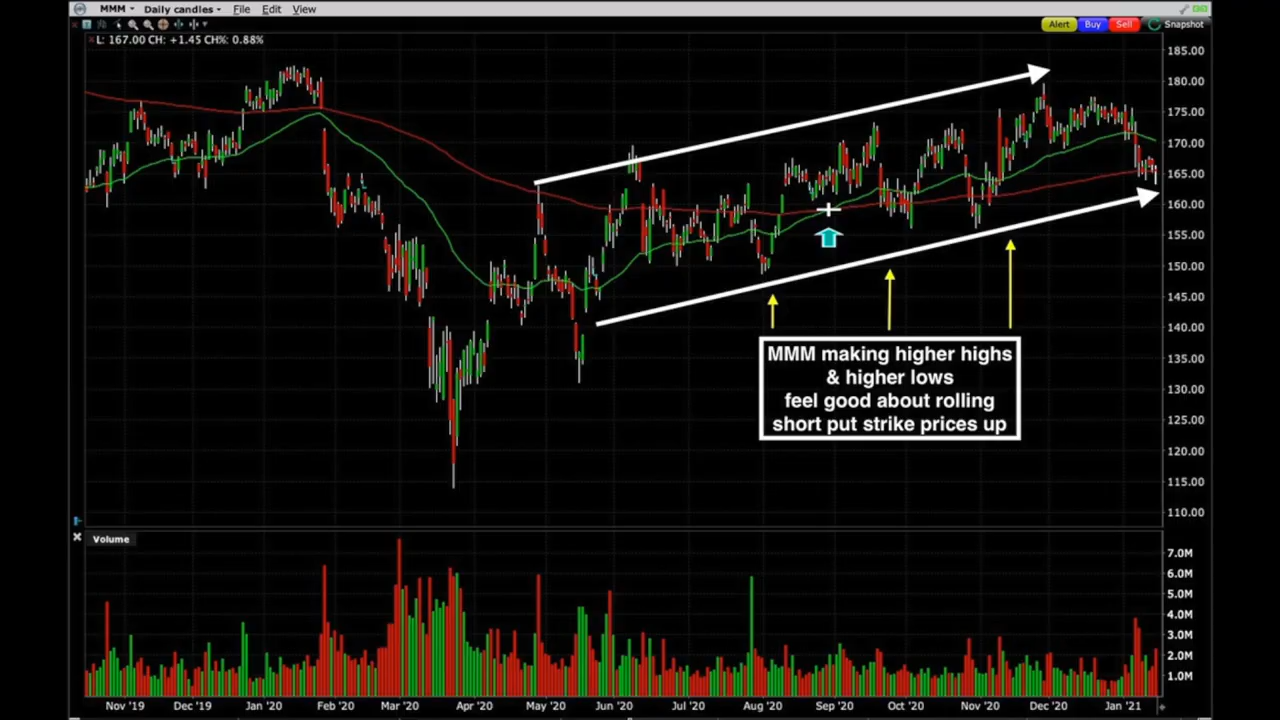 MMM Daily candles File Edit View
Alert Buy Sell Snapshot
L: 167.00 CH: +1.45 CH%: 0.88%
185.00
180.00
175.00
170.00
165.00
160.00
155.00
150.00
145.00
140.00
135.00
130.00
125.00
120.00
115.00
110.00
MMM making higher highs
& higher lows
feel good about rolling
short put strike prices up
Volume
7.0M
6.0M
5.0M
4.0M
3.0M
2.0M
1.0M
Nov '19 Dec '19 Jan '20 Feb '20 Mar '20 Apr '20 May '20 Jun '20 Jul '20 Aug '20 Sep '20 Oct '20 Nov '20 Dec '20 Jan '21